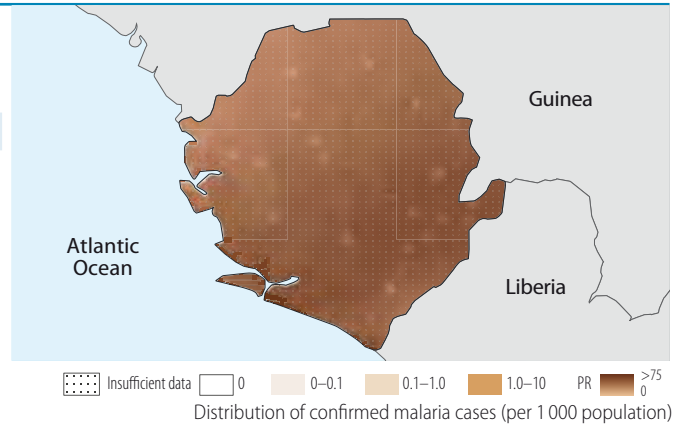 Guinea
Atlantic
Ocean
Liberia
Insufficient data 0 0–0.1 0.1–1.0 1.0–10 PR >75
0
Distribution of confirmed malaria cases (per 1 000 population)